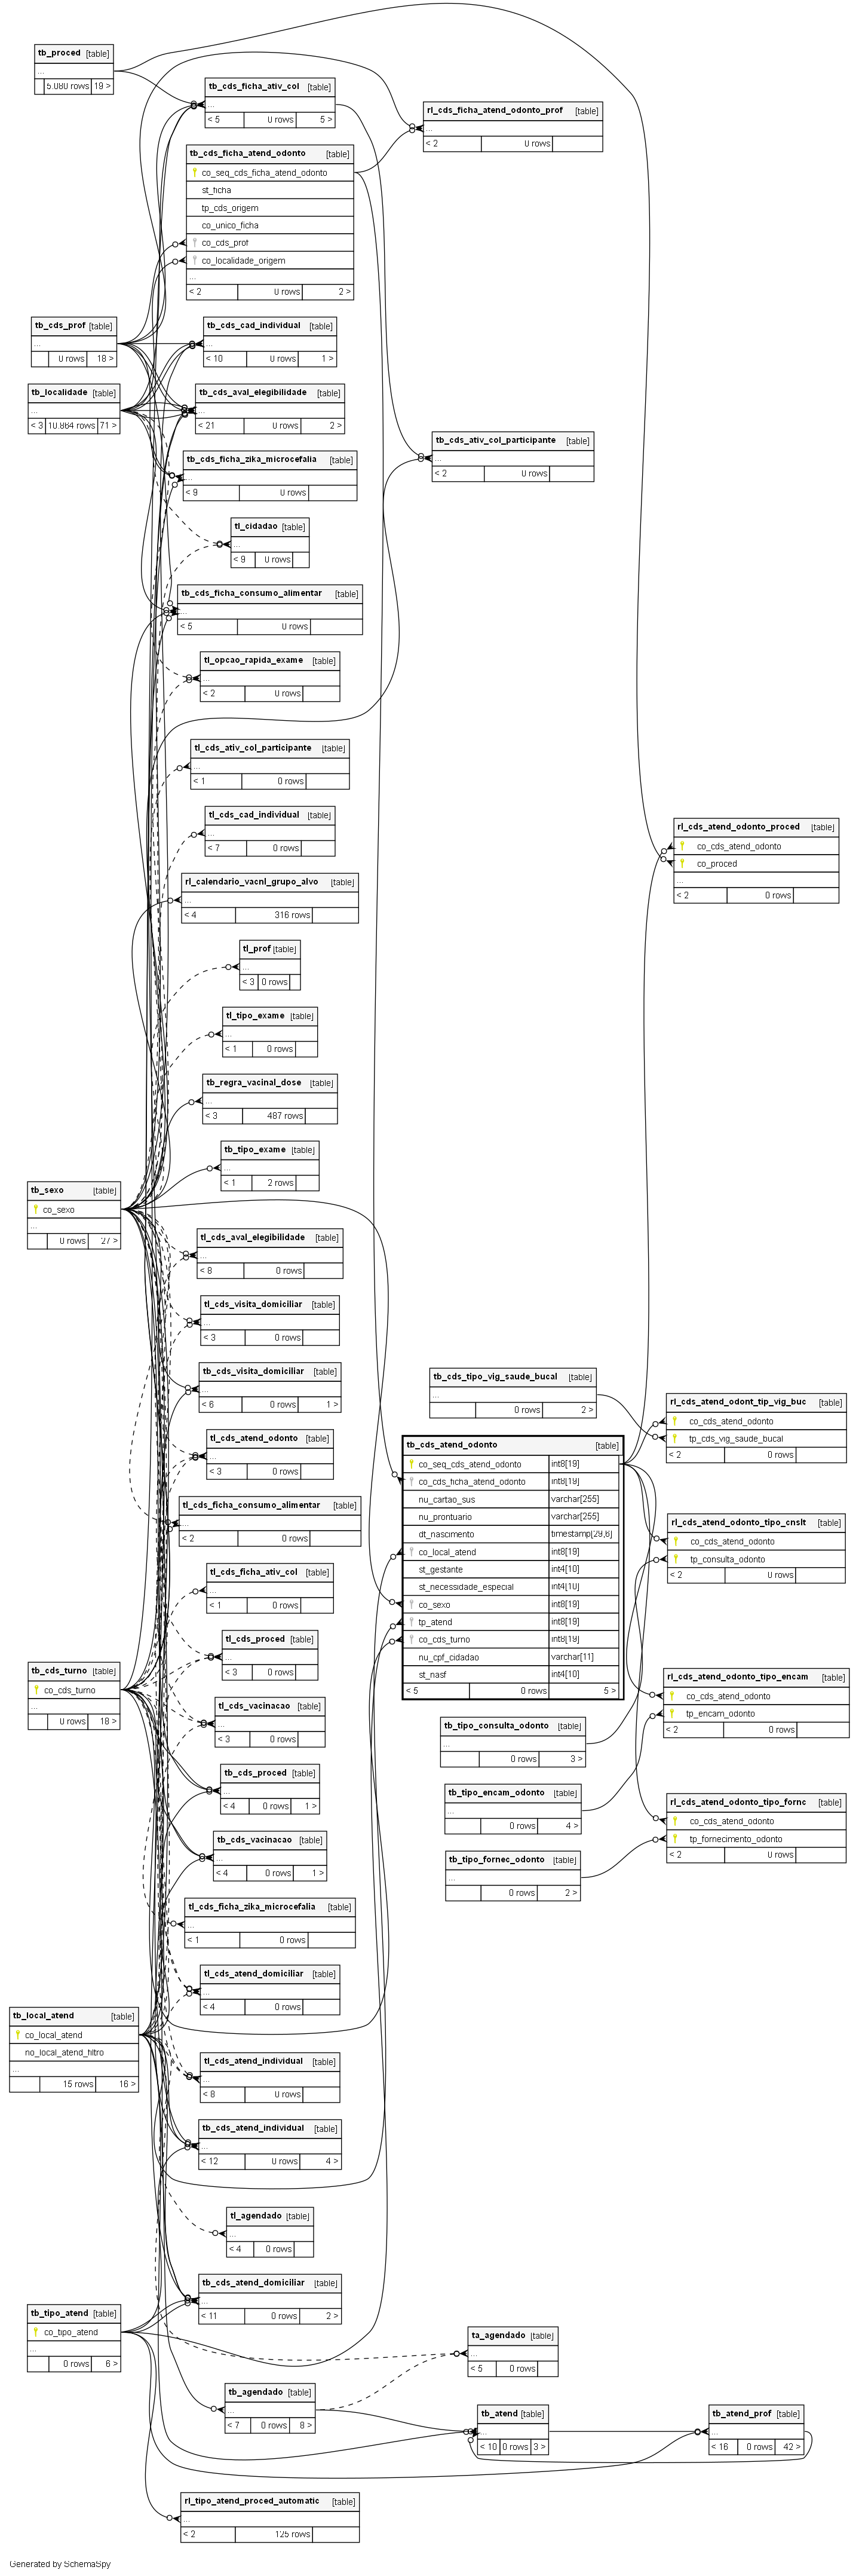 tb_proced [table]
...
5.080 rows 19 >
tb_cds_ficha_ativ_col [table]
...
< 5 0 rows 5 >
rl_cds_ficha_atend_odonto_prof [table]
...
< 2 0 rows
tb_cds_ficha_atend_odonto [table]
co_seq_cds_ficha_atend_odonto
st_ficha
tp_cds_origem
co_unico_ficha
co_cds_prof
co_localidade_origem
...
< 2 0 rows 2 >
tb_cds_prof [table]
...
0 rows 18 >
tb_cds_cad_individual [table]
...
< 10 0 rows 1 >
tb_localidade [table]
...
< 3 10.864 rows 71 >
tb_cds_aval_elegibilidade [table]
...
< 21 0 rows 2 >
tb_cds_ativ_col_participante [table]
...
< 2 0 rows
tb_cds_ficha_zika_microcefalia [table]
...
< 9 0 rows
tl_cidadao [table]
...
< 9 0 rows
tb_cds_ficha_consumo_alimentar [table]
...
< 5 0 rows
tl_opcao_rapida_exame [table]
...
< 2 0 rows
tl_cds_ativ_col_participante [table]
...
< 1 0 rows
tl_cds_cad_individual [table]
...
< 7 0 rows
rl_cds_atend_odonto_proced [table]
co_cds_atend_odonto
co_proced
...
< 2 0 rows
rl_calendario_vacnl_grupo_alvo [table]
...
< 4 316 rows
tl_prof [table]
...
< 3 0 rows
tl_tipo_exame [table]
...
< 1 0 rows
tb_regra_vacinal_dose [table]
...
< 3 487 rows
tb_tipo_exame [table]
...
< 1 2 rows
tb_sexo [table]
co_sexo
...
0 rows 27 >
tl_cds_aval_elegibilidade [table]
...
< 8 0 rows
tl_cds_visita_domiciliar [table]
...
< 3 0 rows
tb_cds_visita_domiciliar [table]
...
< 6 0 rows 1 >
tb_cds_tipo_vig_saude_bucal [table]
...
0 rows 2 >
rl_cds_atend_odont_tip_vig_buc [table]
co_cds_atend_odonto
tp_cds_vig_saude_bucal
< 2 0 rows
tl_cds_atend_odonto [table]
...
< 3 0 rows
tb_cds_atend_odonto [table]
co_seq_cds_atend_odonto int8[19]
co_cds_ficha_atend_odonto int8[19]
nu_cartao_sus varchar[255]
nu_prontuario varchar[255]
dt_nascimento timestamp[29,6]
co_local_atend int8[19]
st_gestante int4[10]
st_necessidade_especial int4[10]
co_sexo int8[19]
tp_atend int8[19]
co_cds_turno int8[19]
nu_cpf_cidadao varchar[11]
st_nasf int4[10]
< 5 0 rows 5 >
tl_cds_ficha_consumo_alimentar [table]
...
< 2 0 rows
rl_cds_atend_odonto_tipo_cnslt [table]
co_cds_atend_odonto
tp_consulta_odonto
< 2 0 rows
tl_cds_ficha_ativ_col [table]
...
< 1 0 rows
tl_cds_proced [table]
...
< 3 0 rows
tb_cds_turno [table]
co_cds_turno
...
0 rows 18 >
rl_cds_atend_odonto_tipo_encam [table]
co_cds_atend_odonto
tp_encam_odonto
< 2 0 rows
tl_cds_vacinacao [table]
...
< 3 0 rows
tb_tipo_consulta_odonto [table]
...
0 rows 3 >
tb_cds_proced [table]
...
< 4 0 rows 1 >
tb_tipo_encam_odonto [table]
...
0 rows 4 >
rl_cds_atend_odonto_tipo_fornc [table]
co_cds_atend_odonto
tp_fornecimento_odonto
< 2 0 rows
tb_cds_vacinacao [table]
...
< 4 0 rows 1 >
tb_tipo_fornec_odonto [table]
...
0 rows 2 >
tl_cds_ficha_zika_microcefalia [table]
...
< 1 0 rows
tl_cds_atend_domiciliar [table]
...
< 4 0 rows
tb_local_atend [table]
co_local_atend
no_local_atend_filtro
...
15 rows 16 >
tl_cds_atend_individual [table]
...
< 8 0 rows
tb_cds_atend_individual [table]
...
< 12 0 rows 4 >
tl_agendado [table]
...
< 4 0 rows
tb_cds_atend_domiciliar [table]
...
< 11 0 rows 2 >
tb_tipo_atend [table]
co_tipo_atend
...
0 rows 6 >
ta_agendado [table]
...
< 5 0 rows
tb_agendado [table]
...
< 7 0 rows 8 >
tb_atend [table]
...
< 10 0 rows 3 >
tb_atend_prof [table]
...
< 16 0 rows 42 >
rl_tipo_atend_proced_automatic [table]
...
< 2 125 rows
Generated by SchemaSpy